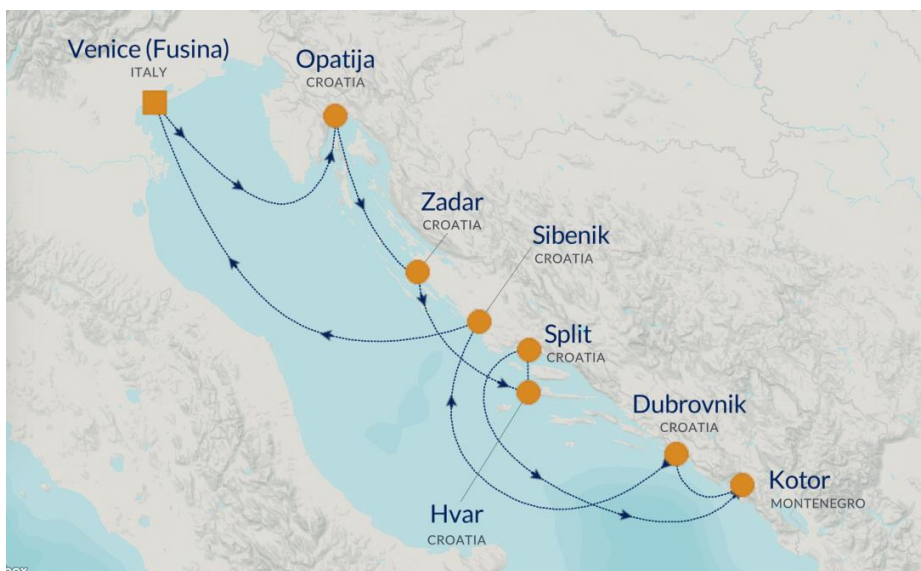 Venice (Fusina)
ITALY
Opatija
CROATIA
Zadar
CROATIA
Sibenik
CROATIA
Split
CROATIA
Dubrovnik
CROATIA
Kotor
MONTENEGRO
Hvar
CROATIA